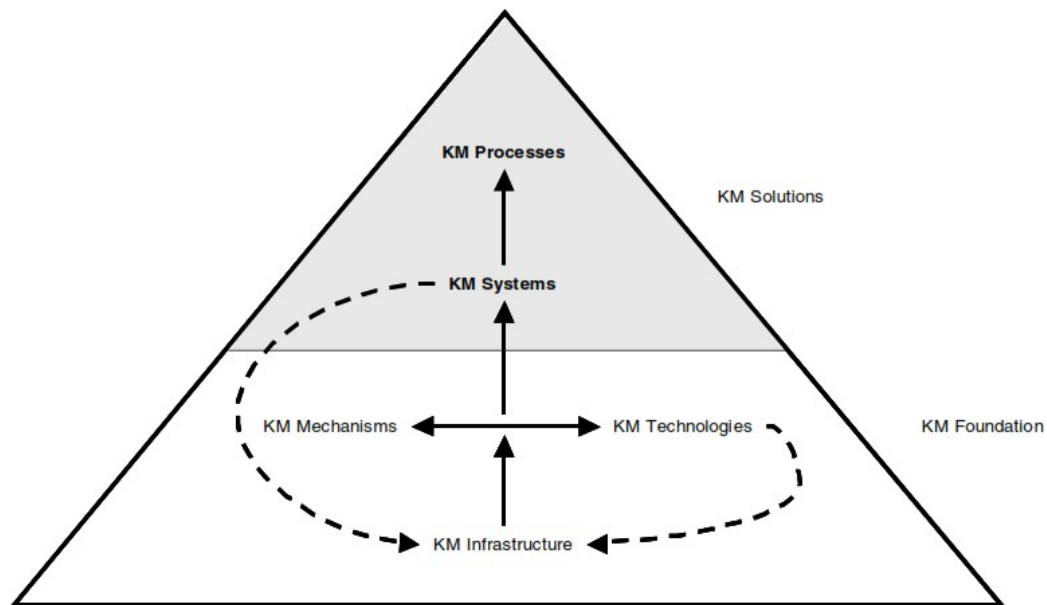 KM Processes
KM Solutions
KM Systems
KM Mechanisms
KM Technologies
KM Foundation
KM Infrastructure